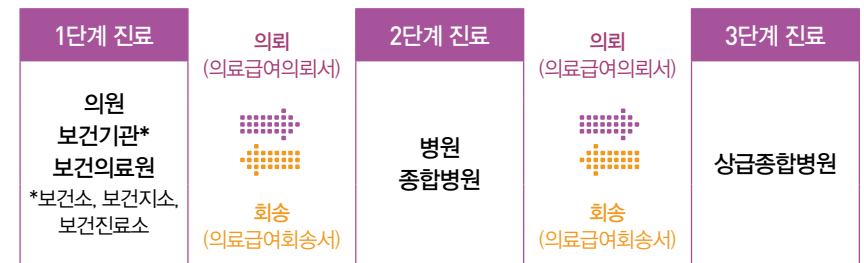 1단계 진료
의원
보건기관*
보건의료원
*보건소, 보건지소,
보건진료소
의뢰
(의료급여의뢰서)
회송
(의료급여회송서)
2단계 진료
병원
종합병원
의뢰
(의료급여의뢰서)
회송
(의료급여회송서)
3단계 진료
상급종합병원